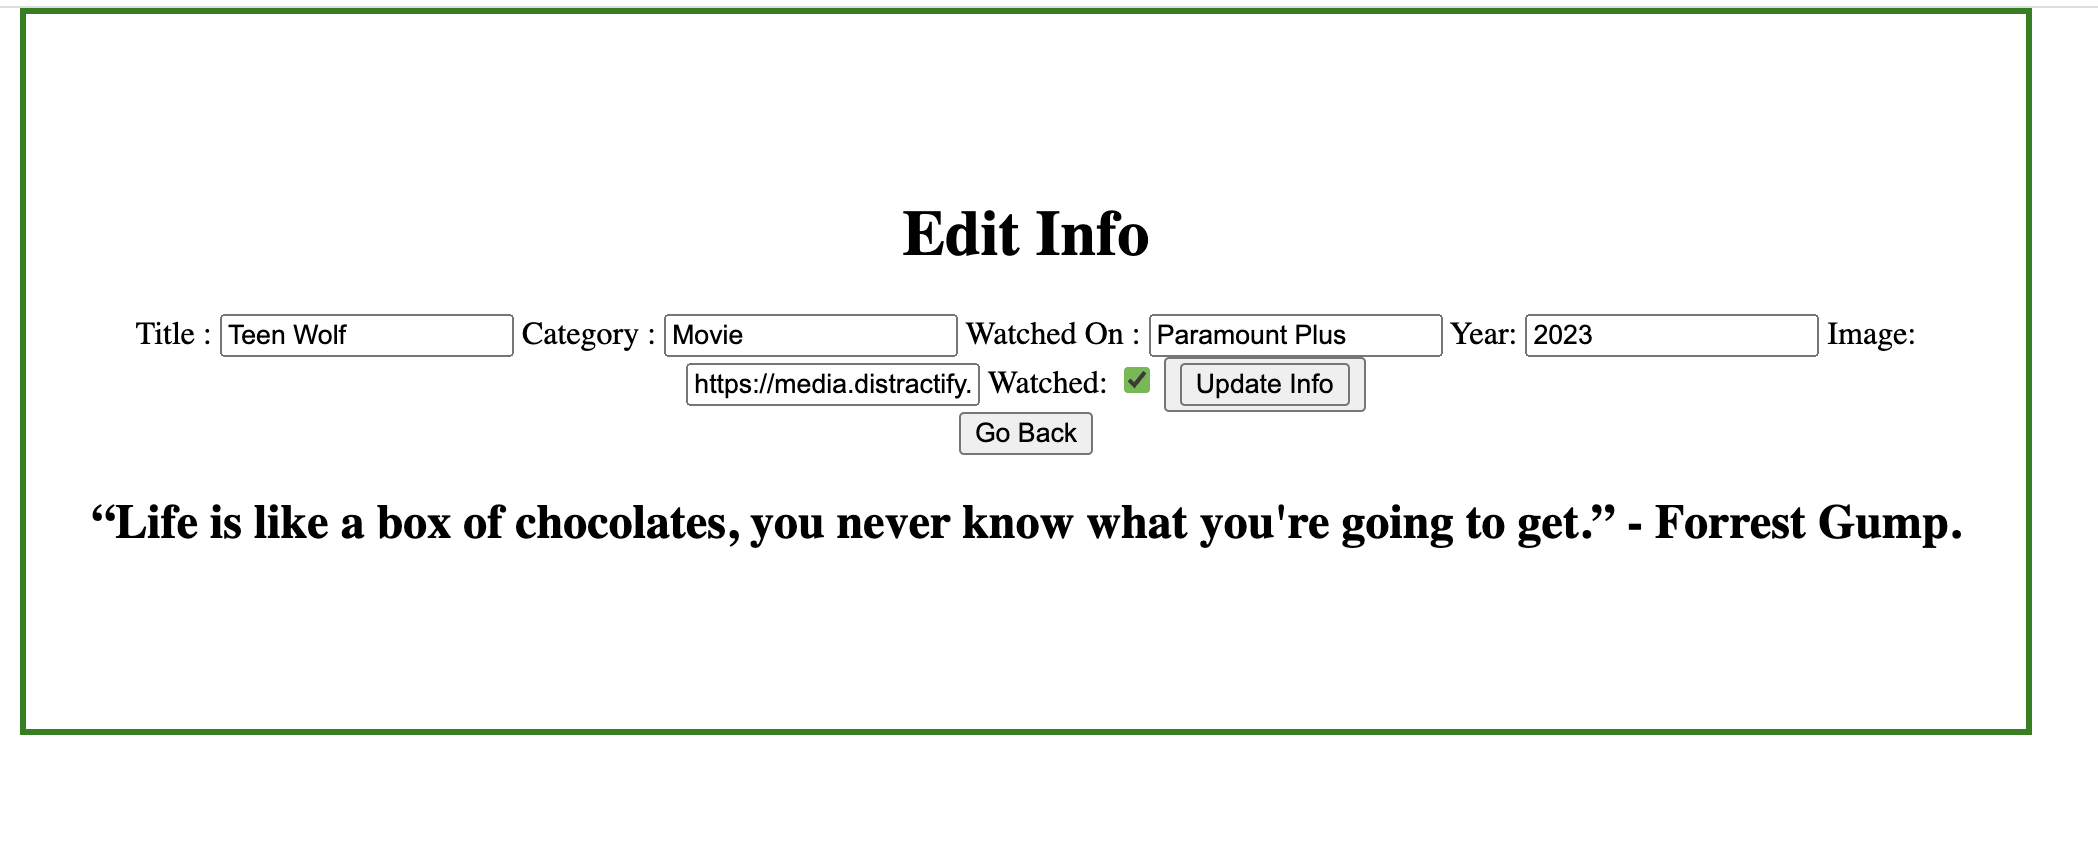 Edit Info
Title : Teen Wolf Category : Movie Watched On : Paramount Plus Year: 2023 Image:
https://media.distractify. Watched: Update Info
Go Back
“Life is like a box of chocolates, you never know what you're going to get.” - Forrest Gump.